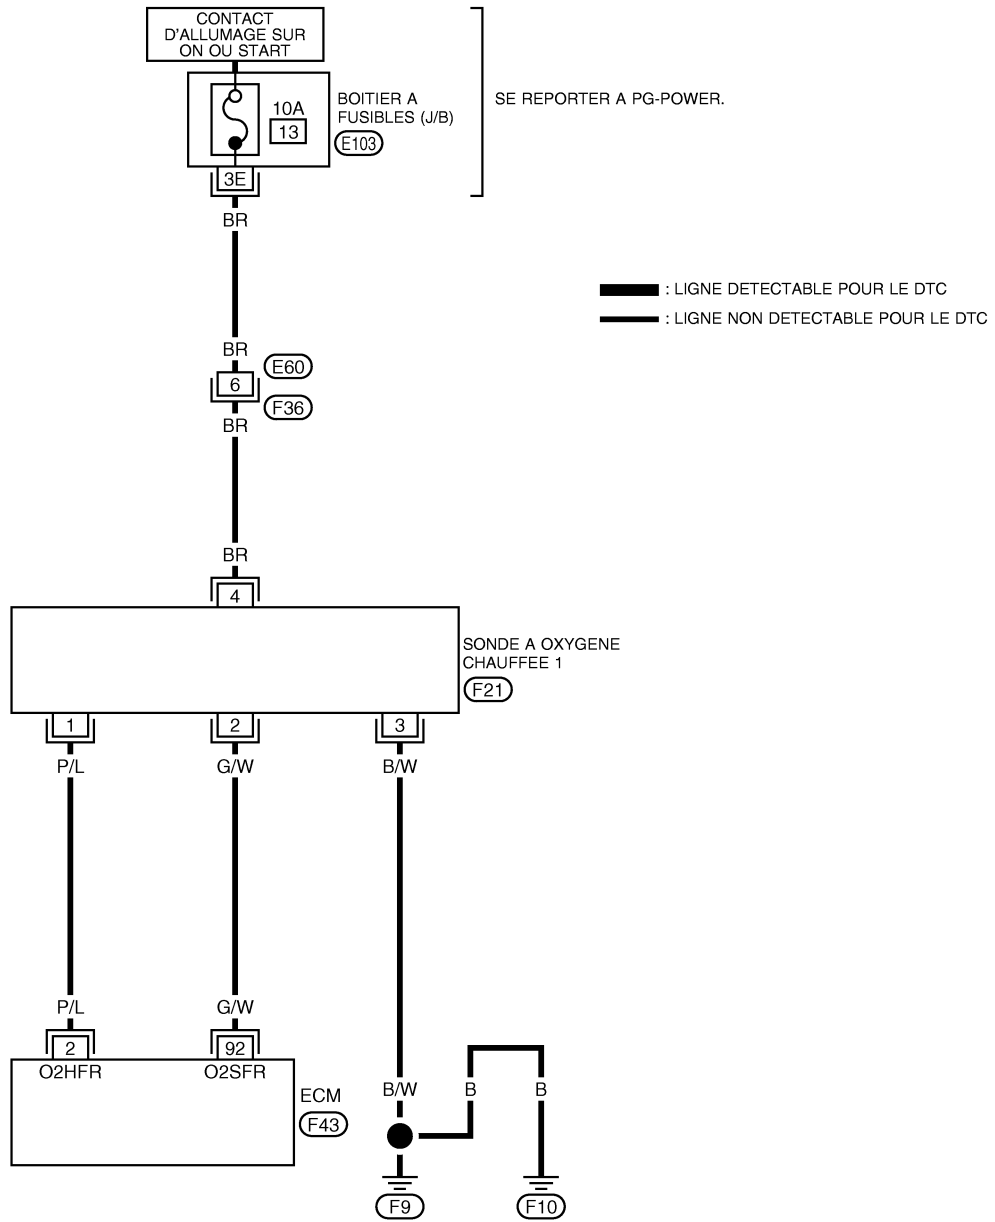 CONTACT
D'ALLUMAGE SUR
ON OU START
10A
13
BOITIER A
FUSIBLES (J/B)
E103
SE REPORTER A PG-POWER.
3E
BR
: LIGNE DETECTABLE POUR LE DTC
: LIGNE NON DETECTABLE POUR LE DTC
BR
E60
6
F36
BR
BR
4
SONDE A OXYGENE
CHAUFFEE 1
F21
1
2
3
P/L
G/W
B/W
P/L
G/W
2
92
O2HFR
O2SFR
ECM
F43
B/W
B
B
F9
F10